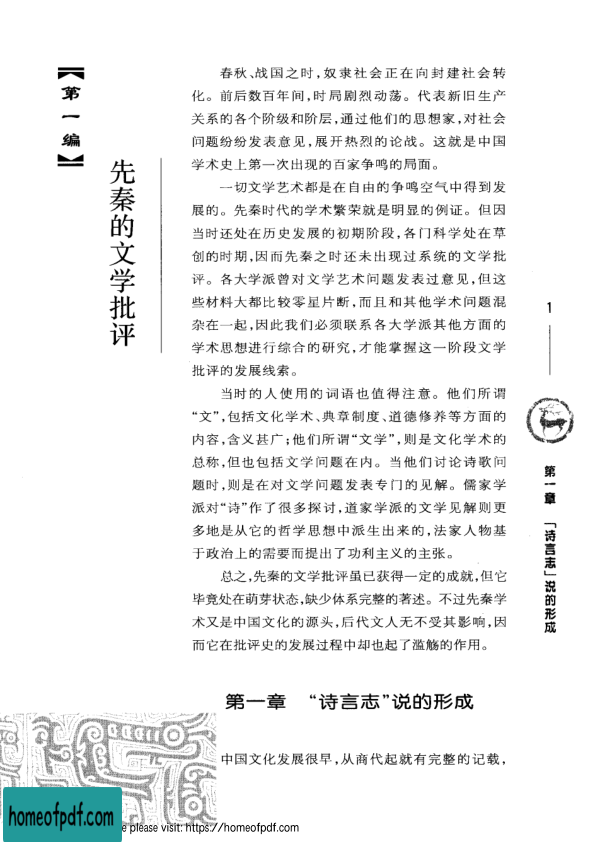 第一编
先秦的文学批评
春秋、战国之时，奴隶社会正在向封建社会转
化。前后数百年间，时局剧烈动荡。代表新旧生产
关系的各个阶级和阶层，通过他们的思想家，对社会
问题纷纷发表意见，展开热烈的论战。这就是中国
学术史上第一次出现的百家争鸣的局面。
一切文学艺术都是在自由的争鸣空气中得到发
展的。先秦时代的学术繁荣就是明显的例证。但因
当时还处在历史发展的初期阶段，各门科学处在草
创的时期，因而先秦之时还未出现过系统的文学批
评。各大学派曾对文学艺术问题发表过意见，但这
些材料大都比较零星片断，而且和其他学术问题混
杂在一起，因此我们必须联系各大学派其他方面的
学术思想进行综合的研究，才能掌握这一阶段文学
批评的发展线索。
当时的人使用的词语也值得注意。他们所谓
“文”，包括文化学术、典章制度、道德修养等方面的
内容，含义甚广；他们所谓“文学”，则是文化学术的
总称，但也包括文学问题在内。当他们讨论诗歌问
题时，则是在对文学问题发表专门的见解。儒家学
派对“诗”作了很多探讨，道家学派的文学见解则更
多地是从它的哲学思想中派生出来的，法家人物基
于政治上的需要而提出了功利主义的主张。
总之，先秦的文学批评虽已获得一定的成就，但它
毕竟处在萌芽状态，缺少体系完整的著述。不过先秦学
术又是中国文化的源头，后代文人无不受其影响，因
而它在批评史的发展过程中却也起了滥觞的作用。
1
第一章 「诗言志」说的形成
第一章 “诗言志”说的形成
中国文化发展很早，从商代起就有完整的记载，
homeofpdf.com
e please visit: https://homeofpdf.com